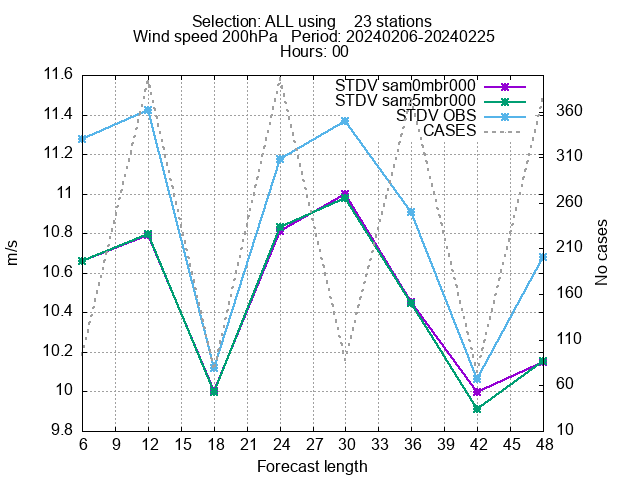 Selection: ALL using 23 stations
Wind speed 200hPa Period: 20240206-20240225
Hours: 00
STDV sam0mbr000
STDV sam5mbr000
STDV OBS
CASES
11.6
11.4
11.2
11
10.8
10.6
10.4
10.2
10
9.8
m/s
360
310
260
210
160
110
60
10
No cases
6 9 12 15 18 21 24 27 30 33 36 39 42 45 48
Forecast length